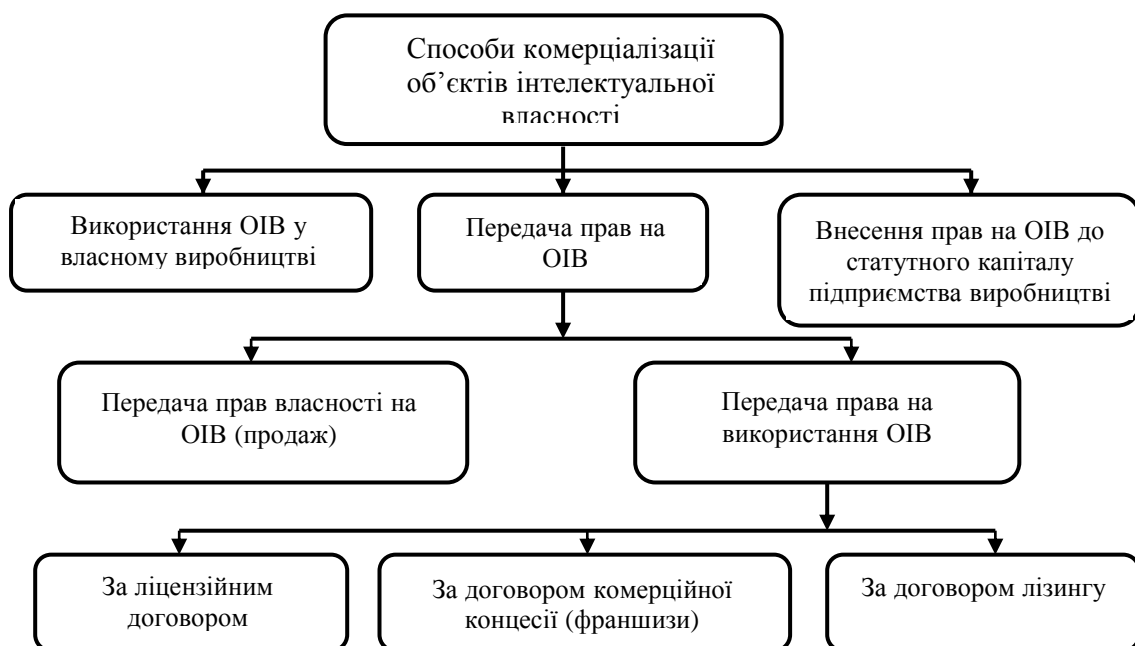 Способи комерціалізації
об’єктів інтелектуальної
власності
Використання ОІВ у
власному виробництві
Передача прав на
ОІВ
Внесення прав на ОІВ до
статутного капіталу
підприємства виробництві
Передача прав власності на
ОІВ (продаж)
Передача права на
використання ОІВ
За ліцензійним
договором
За договором комерційної
концесії (франшизи)
За договором лізингу